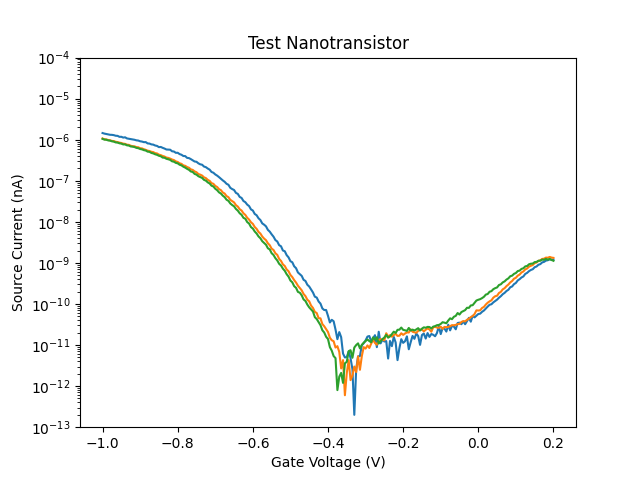 Test Nanotransistor
Source Current (nA)
10⁻⁴
10⁻⁵
10⁻⁶
10⁻⁷
10⁻⁸
10⁻⁹
10⁻¹⁰
10⁻¹¹
10⁻¹²
10⁻¹³
−1.0 −0.8 −0.6 −0.4 −0.2 0.0 0.2
Gate Voltage (V)